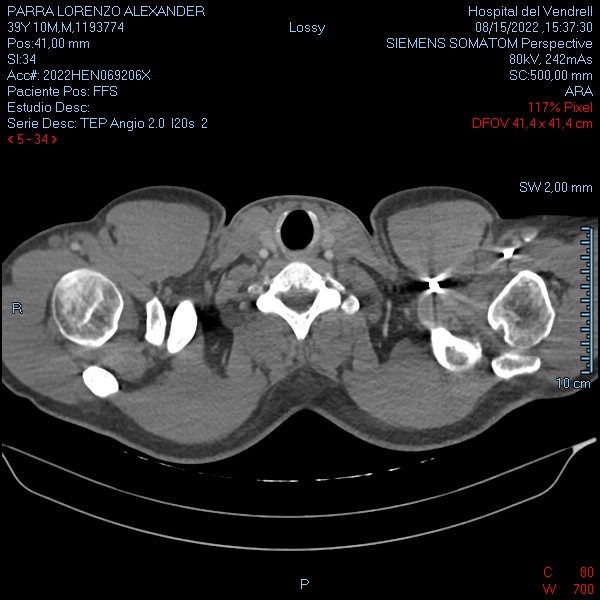 PARRA LORENZO ALEXANDER
39Y 10M,M,1193774
Pos:41,00 mm
SI:34
Acc#: 2022HEN069206X
Paciente Pos: FFS
Estudio Desc:
Serie Desc: TEP Angio 2.0 I20s 2
< 5 - 34 >
Lossy
Hospital del Vendrell
08/15/2022 ,15:37:30
SIEMENS SOMATOM Perspective
80kV, 242mAs
SC:500,00 mm
ARA
117% Pixel
DFOV 41,4 x 41,4 cm
SW 2,00 mm
R
10 cm
P
C 80
W 700